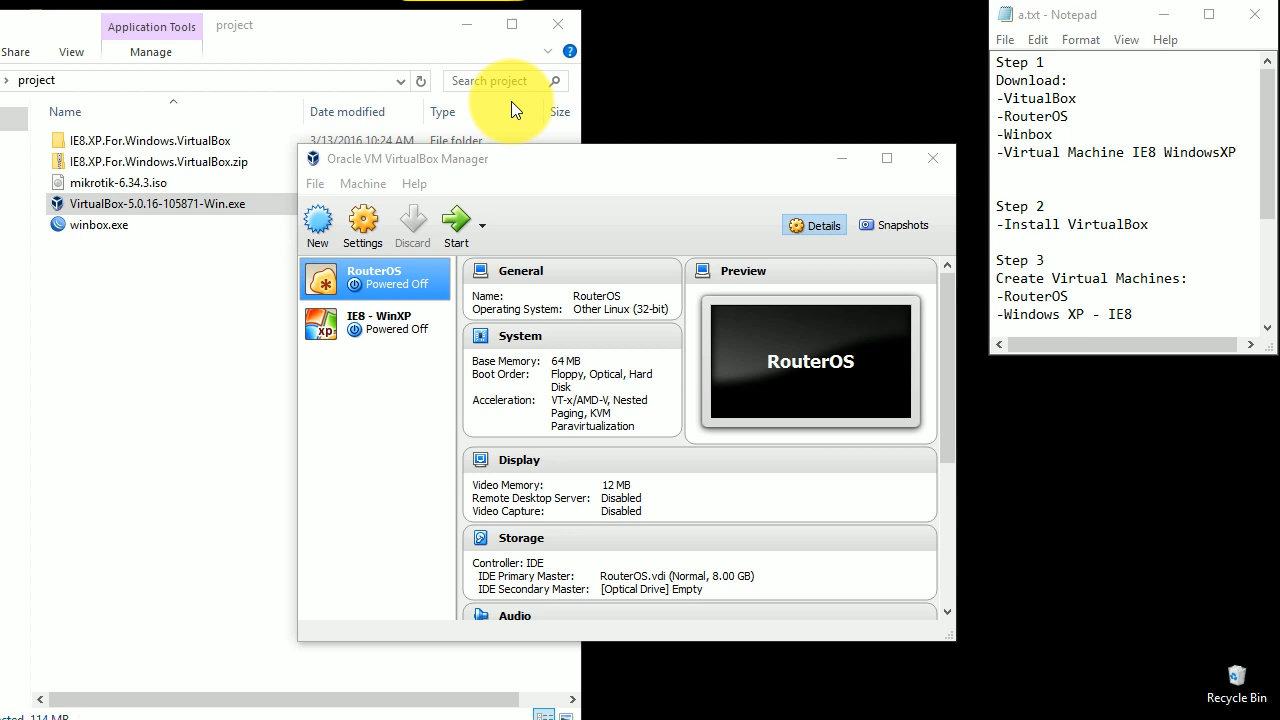 Application Tools
project
Share
View
Manage
project
Search project
Name
Date modified
Type
Size
IE8.XP.For.Windows.VirtualBox
3/13/2016 10:24 AM
File folder
IE8.XP.For.Windows.VirtualBox.zip
mikrotik-6.34.3.iso
VirtualBox-5.0.16-105871-Win.exe
winbox.exe
114 MB
Oracle VM VirtualBox Manager
File
Machine
Help
New
Settings
Discard
Start
Details
Snapshots
RouterOS
Powered Off
IE8 - WinXP
Powered Off
General
Name: RouterOS
Operating System: Other Linux (32-bit)
System
Base Memory: 64 MB
Boot Order: Floppy, Optical, Hard
Disk
Acceleration: VT-x/AMD-V, Nested
Paging, KVM
Paravirtualization
Preview
RouterOS
Display
Video Memory: 12 MB
Remote Desktop Server: Disabled
Video Capture: Disabled
Storage
Controller: IDE
IDE Primary Master: RouterOS.vdi (Normal, 8.00 GB)
IDE Secondary Master: [Optical Drive] Empty
Audio
a.txt - Notepad
File
Edit
Format
View
Help
Step 1
Download:
-VitualBox
-RouterOS
-Winbox
-Virtual Machine IE8 WindowsXP
Step 2
-Install VirtualBox
Step 3
Create Virtual Machines:
-RouterOS
-Windows XP - IE8
Recycle Bin